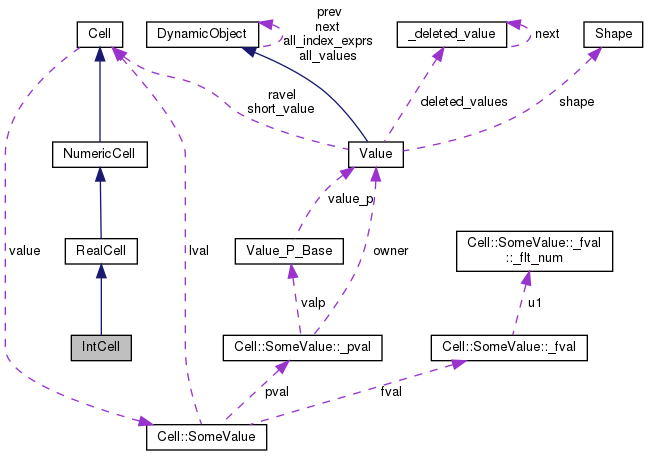 prev
next
all_index_exprs
all_values
Cell
DynamicObject
_deleted_value
next
Shape
ravel
short_value
deleted_values
shape
NumericCell
Value
value_p
value
lval
RealCell
Value_P_Base
owner
Cell::SomeValue::_fval
::_flt_num
valp
u1
IntCell
Cell::SomeValue::_pval
Cell::SomeValue::_fval
pval
fval
Cell::SomeValue